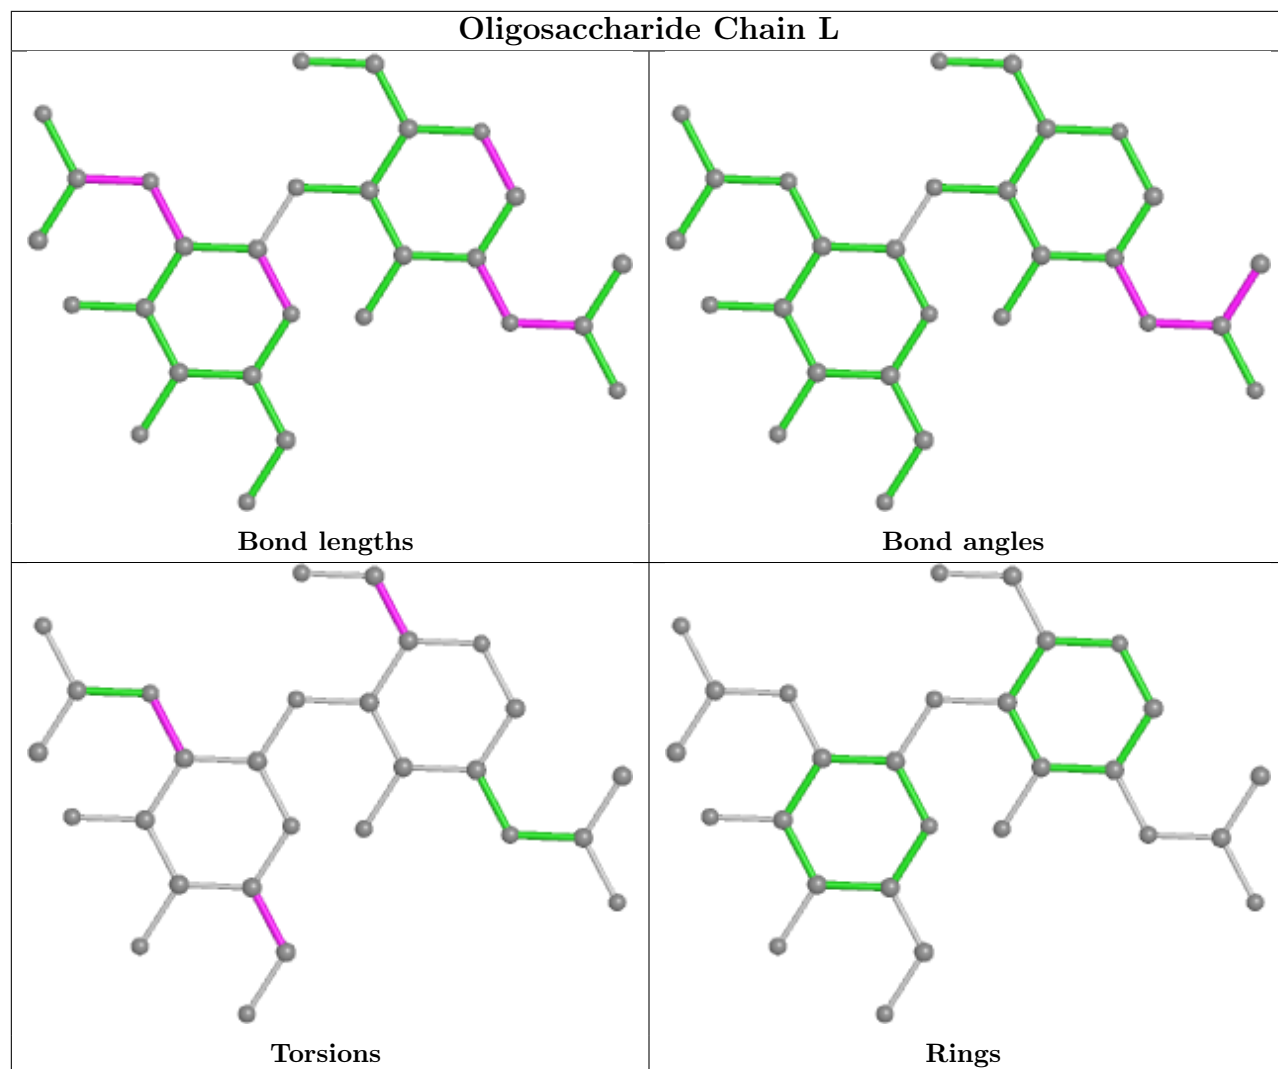 Oligosaccharide Chain L
Bond lengths
Bond angles
Torsions
Rings